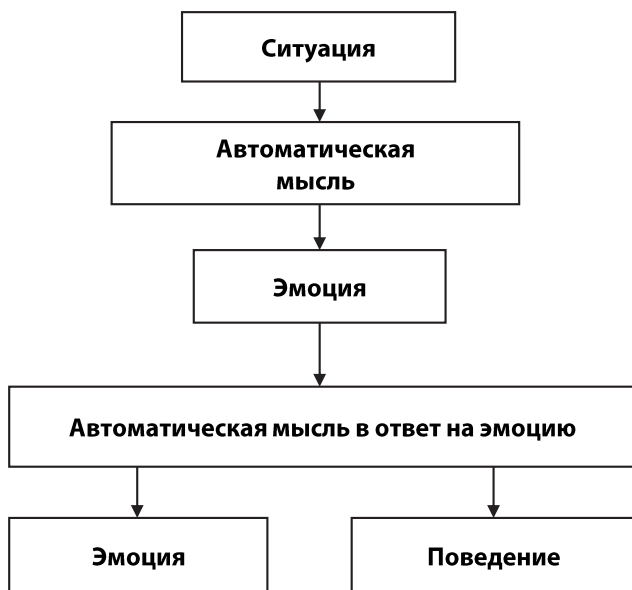 Ситуация
Автоматическая
мысль
Эмоция
Автоматическая мысль в ответ на эмоцию
Эмоция
Поведение